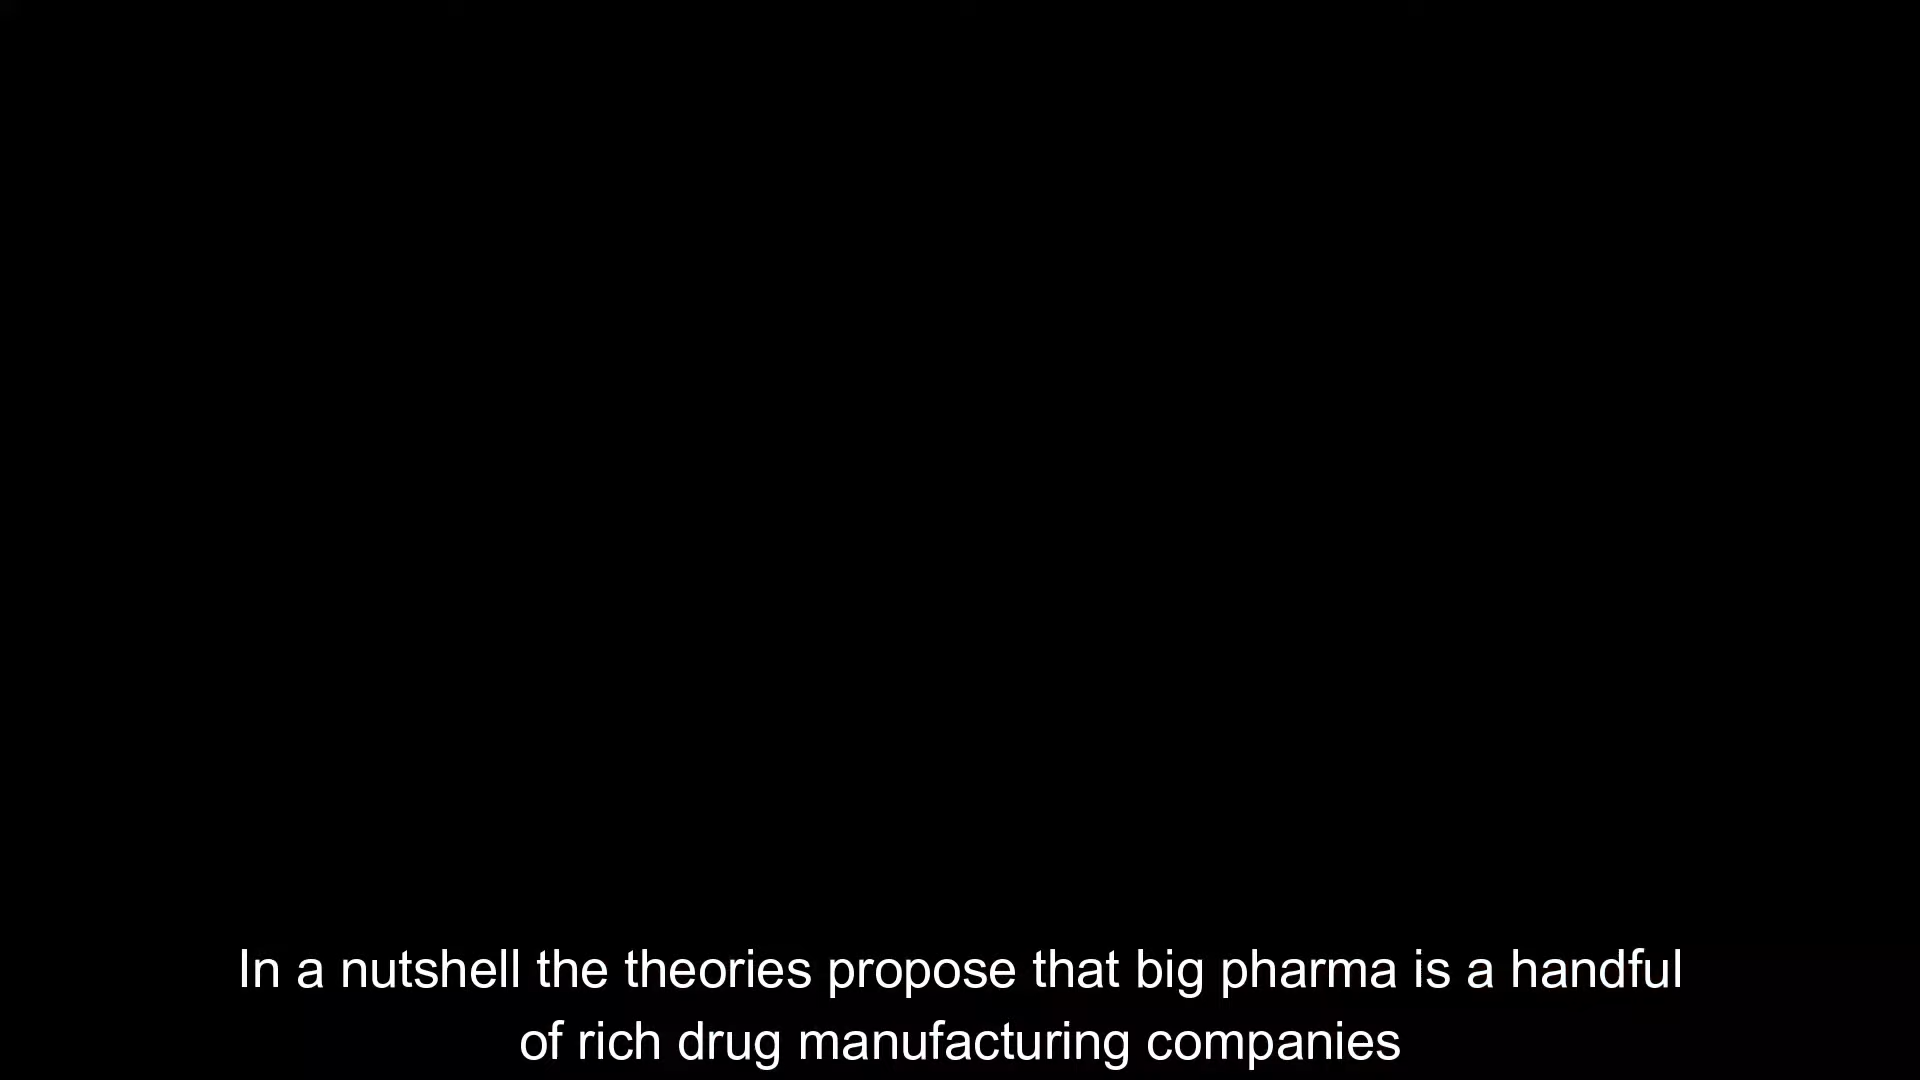 In a nutshell the theories propose that big pharma is a handful
of rich drug manufacturing companies